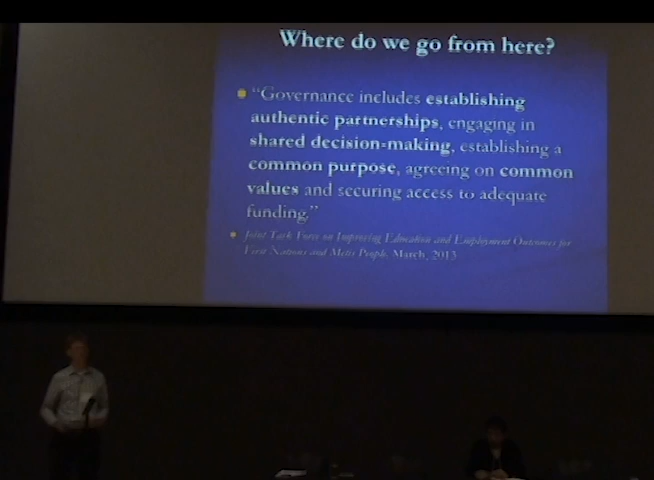 Where do we go from here?
“Governance includes establishing
authentic partnerships, engaging in
shared decision-making, establishing a
common purpose, agreeing on common
values and securing access to adequate
funding.”
Joint Task Force on Improving Education and Employment Outcomes for
First Nations and Metis People. March, 2013